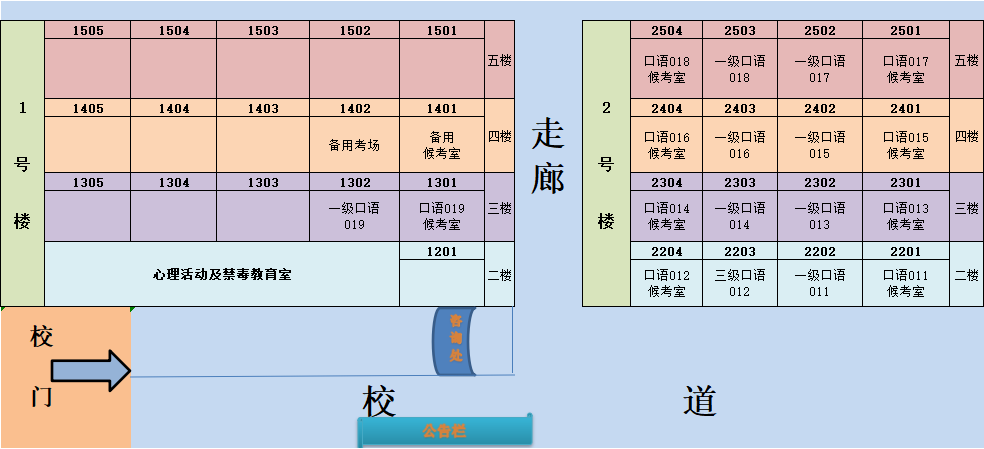 1
号
楼
1505 1504 1503 1502 1501
五楼
1405 1404 1403 1402 1401
备用考场 备用
候考室
四楼
1305 1304 1303 1302 1301
一级口语 口语019
019 候考室
三楼
心理活动及禁毒教育室
1201
二楼
走
廊
2
号
楼
2504 2503 2502 2501
口语018 一级口语 一级口语 口语017
候考室 018 017 候考室
五楼
2404 2403 2402 2401
口语016 一级口语 一级口语 口语015
候考室 016 015 候考室
四楼
2304 2303 2302 2301
口语014 一级口语 一级口语 口语013
候考室 014 013 候考室
三楼
2204 2203 2202 2201
口语012 三级口语 一级口语 口语011
候考室 012 011 候考室
二楼
校
门
咨
询
处
校 道
公告栏